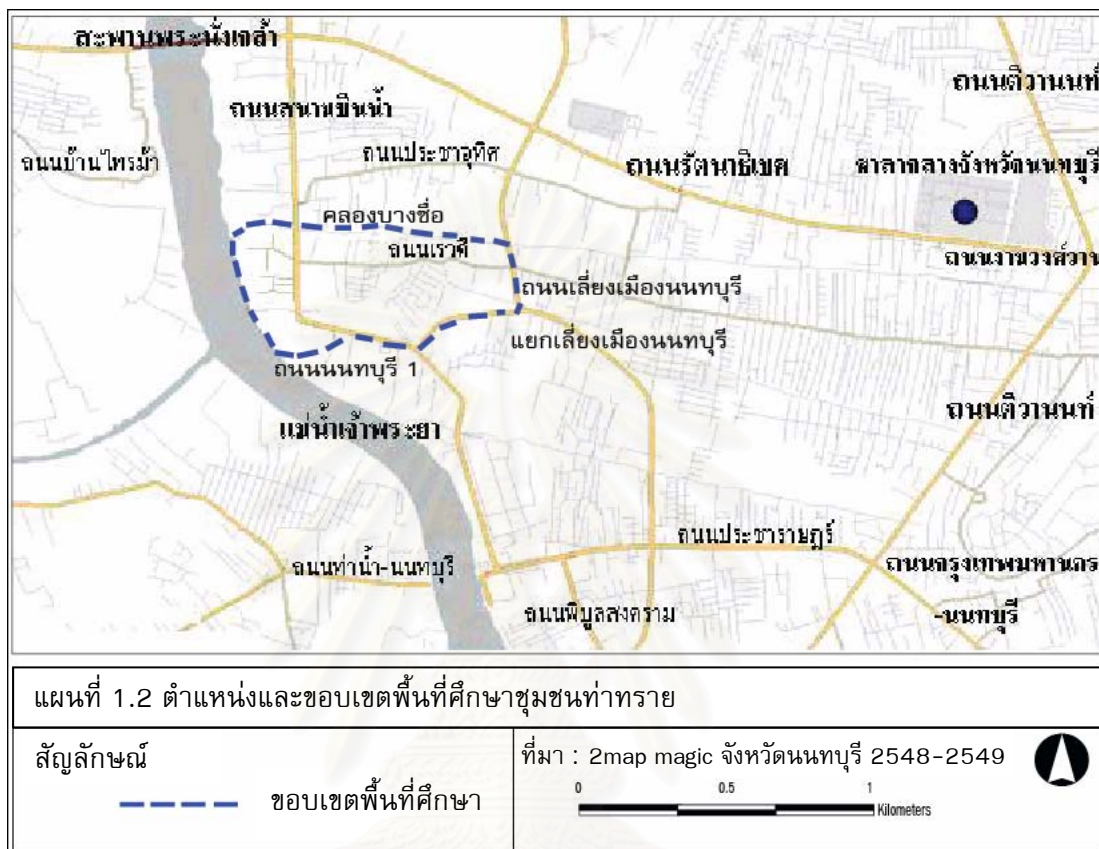 สะพานพระนั่งเกล้า
ถนนติวานนท์
ถนนสนามบินน้ำ
ถนนบ้านไทรม้า
ถนนประชาอุทิศ
ถนนรัตนาธิเบศ
ศาลากลางจังหวัดนนทบุรี
คลองบางซื่อ
ถนนเรวดี
ถนนงามวงศ์วาน
ถนนเลี่ยงเมืองนนทบุรี
แยกเลี่ยงเมืองนนทบุรี
ถนนนนทบุรี 1
ถนนติวานนท์
แม่น้ำเจ้าพระยา
ถนนประชาราษฎร์
ถนนท่าน้ำ-นนทบุรี
ถนนกรุงเทพมหานคร
-นนทบุรี
ถนนพิบูลสงคราม
แผนที่ 1.2 ตำแหน่งและขอบเขตพื้นที่ศึกษาชุมชนท่าทราย
สัญลักษณ์
ขอบเขตพื้นที่ศึกษา
ที่มา : 2map magic จังหวัดนนทบุรี 2548-2549
0 0.5 1
Kilometers